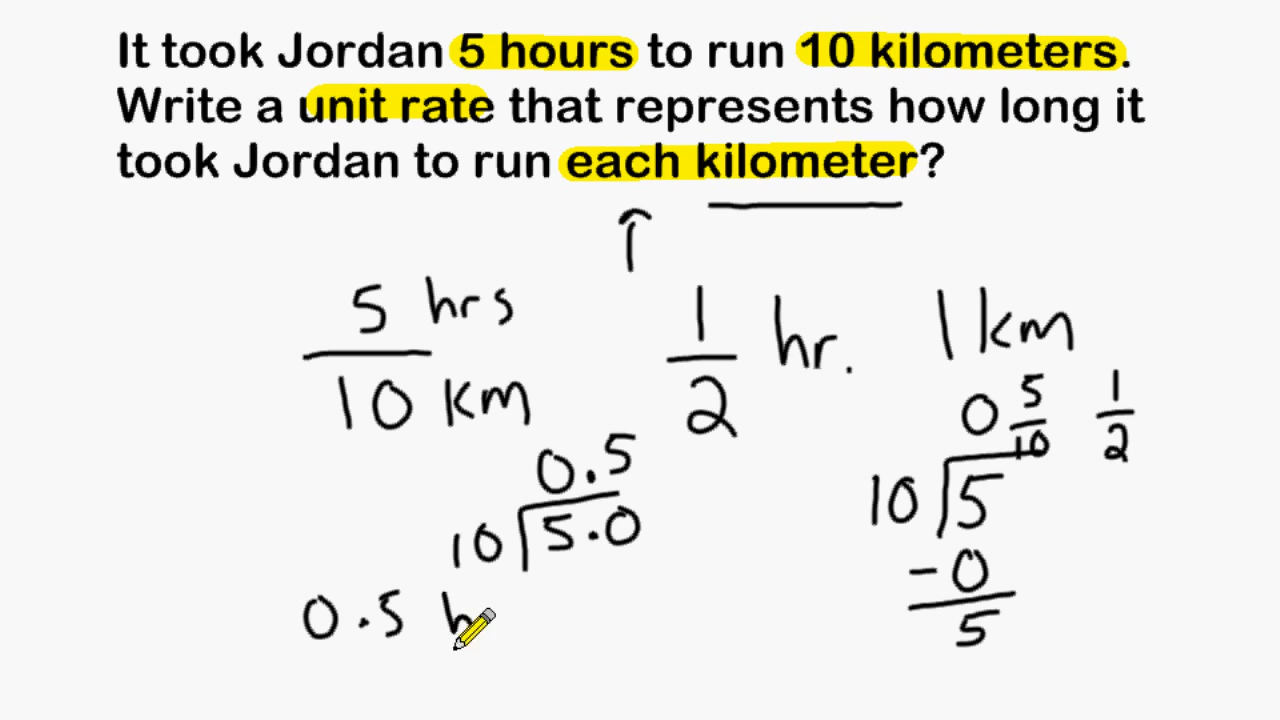 It took Jordan 5 hours to run 10 kilometers.
Write a unit rate that represents how long it
took Jordan to run each kilometer?
5 hrs
10 km
1
2
hr.
1 km
0.5
10 5.0
0.5 h
0 5
10
1
2
10 5
-0
5